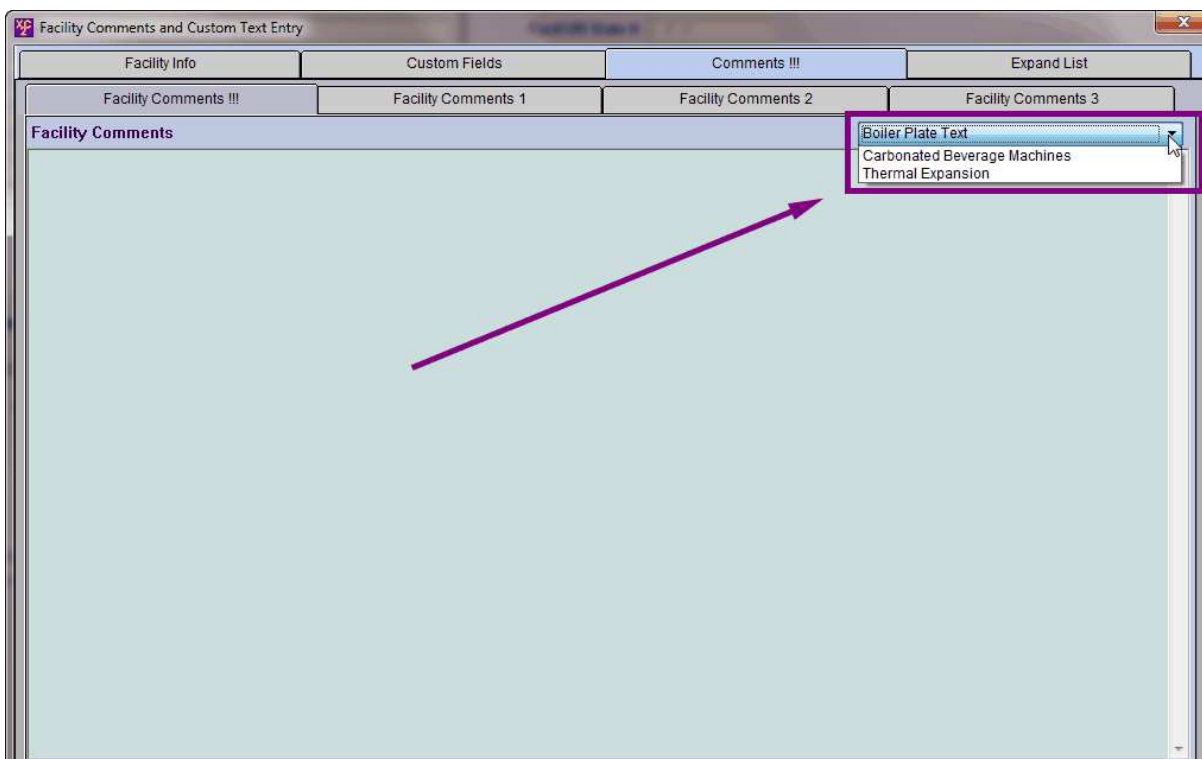 Facility Comments and Custom Text Entry
Facility Info Custom Fields Comments !!! Expand List
Facility Comments !!! Facility Comments 1 Facility Comments 2 Facility Comments 3
Facility Comments Boiler Plate Text
Carbonated Beverage Machines
Thermal Expansion